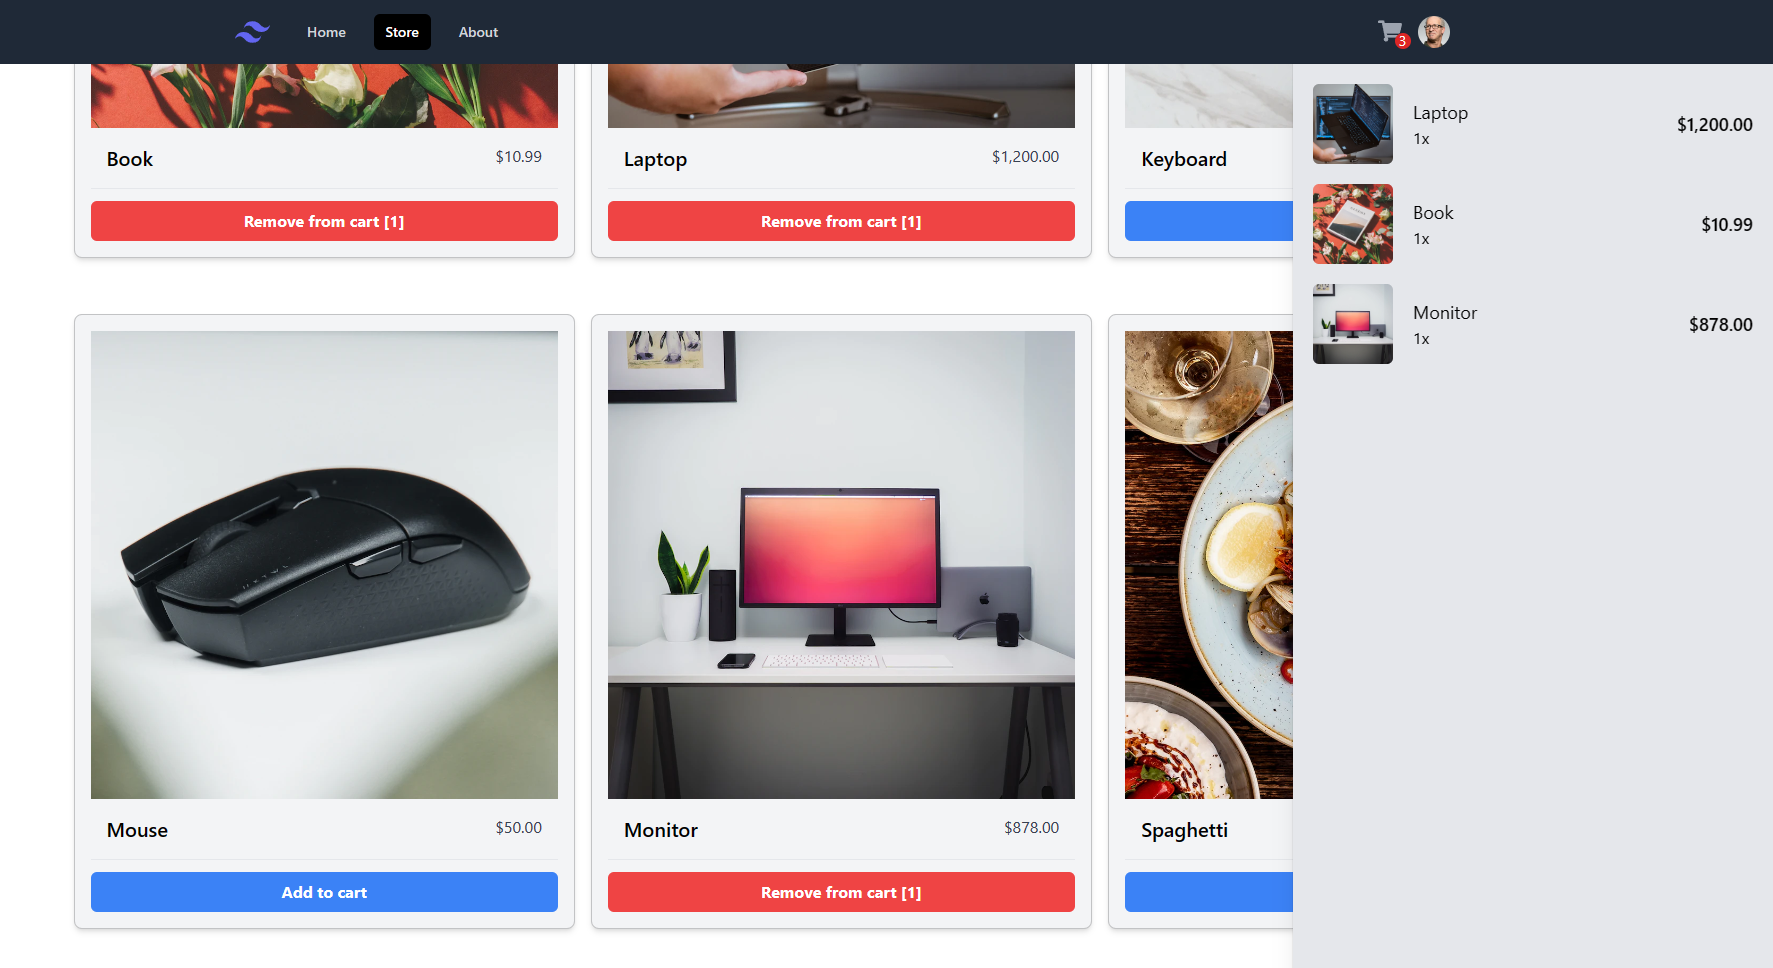 Home
Store
About
3
Book
$10.99
Remove from cart [1]
Laptop
$1,200.00
Remove from cart [1]
Keyboard
Mouse
$50.00
Add to cart
Monitor
$878.00
Remove from cart [1]
Spaghetti
Laptop
1x
$1,200.00
Book
1x
$10.99
Monitor
1x
$878.00